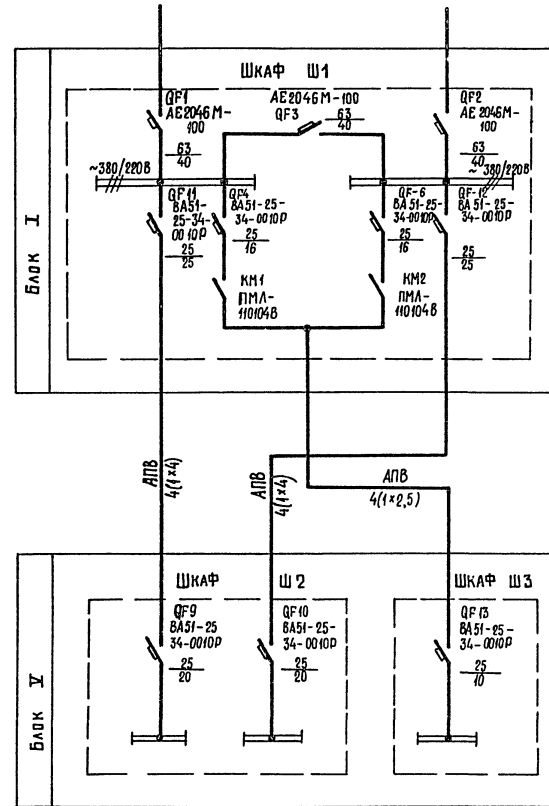 Блок I
Шкаф Ш1
QF1
АЕ2046М-
100
63
40
АЕ2046М-100
QF3
63
40
QF2
АЕ2046М-
100
63
40
~380/220В
~380/220В
QF11
ВА51-
25-34-
0010Р
25
25
QF4
ВА51-25-
34-0010Р
25
16
QF-6
ВА51-25-
34-0010Р
25
16
QF-12
ВА51-25-
34-0010Р
25
25
КМ1
ПМЛ-
110104В
КМ2
ПМЛ-
110104В
АПВ
4(1×4)
АПВ
4(1×4)
АПВ
4(1×2,5)
Блок V
Шкаф Ш2
QF9
ВА51-25
34-0010Р
25
20
QF10
ВА51-25-
34-0010Р
25
20
Шкаф Ш3
QF13
ВА51-25-
34-0010Р
25
10